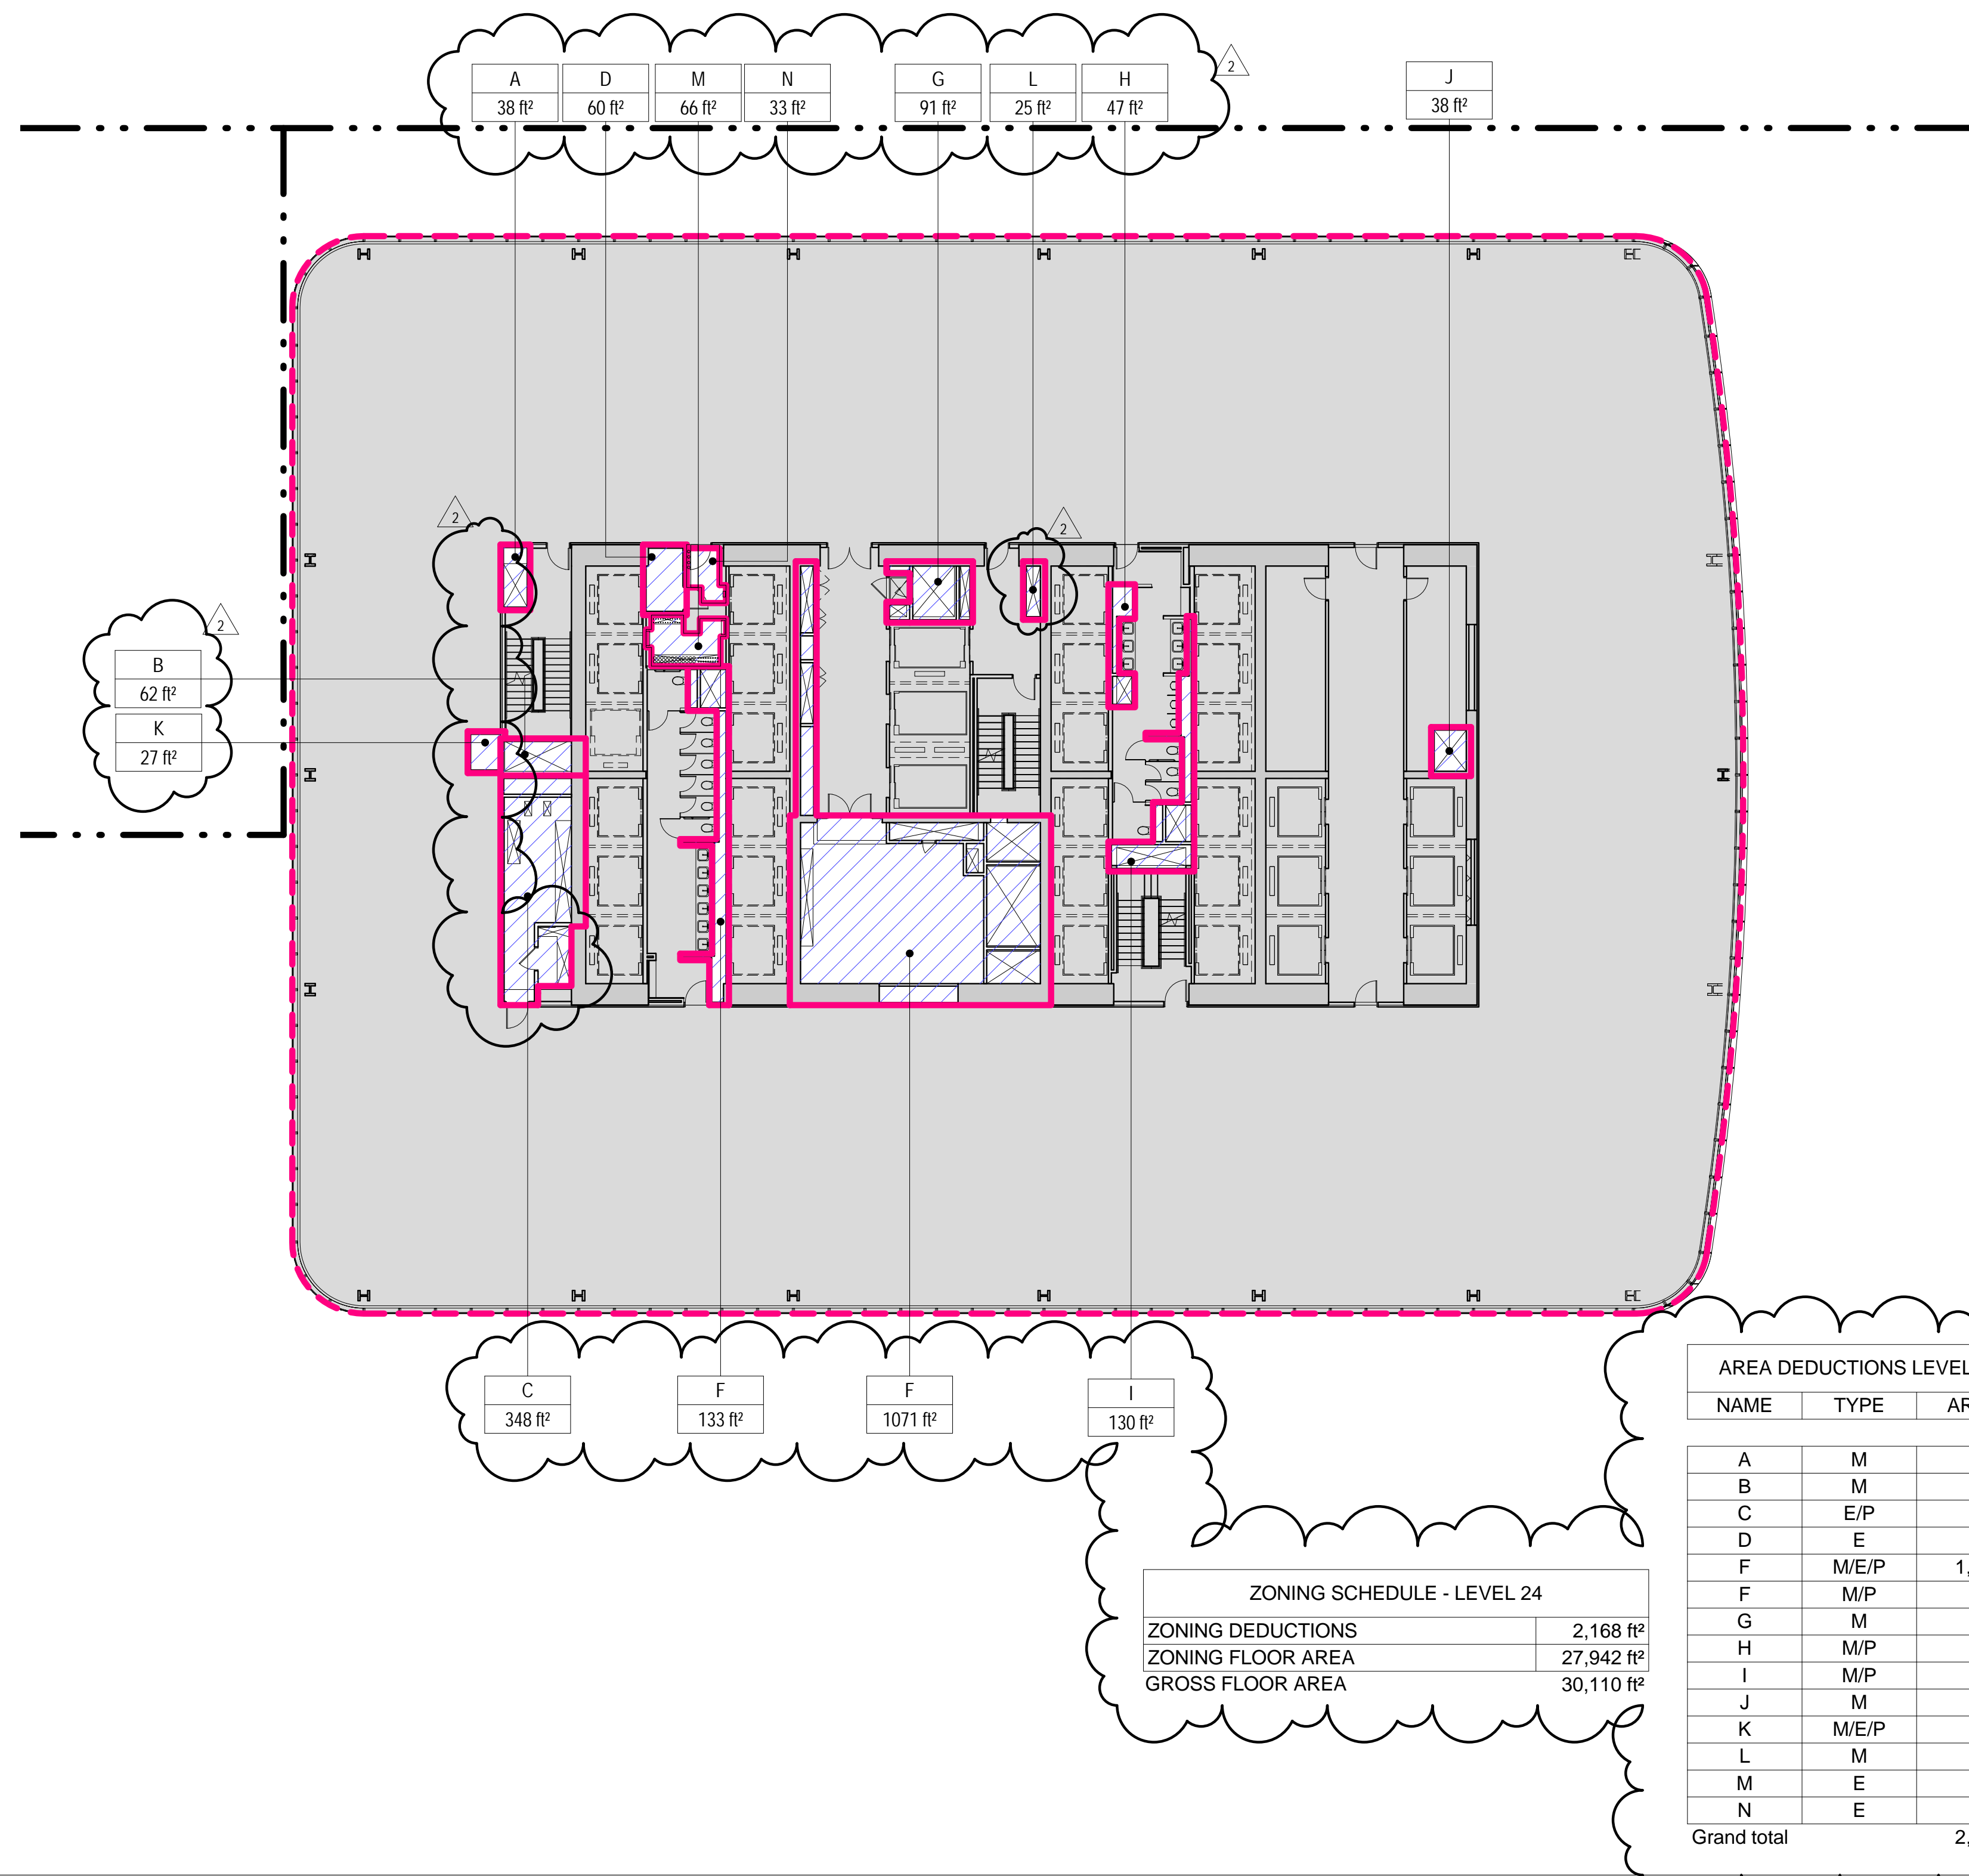 2
A
38 ft²
D
60 ft²
M
66 ft²
N
33 ft²
G
91 ft²
L
25 ft²
H
47 ft²
J
38 ft²
2
2
2
B
62 ft²
K
27 ft²
C
348 ft²
F
133 ft²
F
1071 ft²
I
130 ft²
ZONING SCHEDULE - LEVEL 24
ZONING DEDUCTIONS 2,168 ft²
ZONING FLOOR AREA 27,942 ft²
GROSS FLOOR AREA 30,110 ft²
AREA DEDUCTIONS LEVEL
NAME TYPE AR
A M
B M
C E/P
D E
F M/E/P 1,
F M/P
G M
H M/P
I M/P
J M
K M/E/P
L M
M E
N E
Grand total 2,